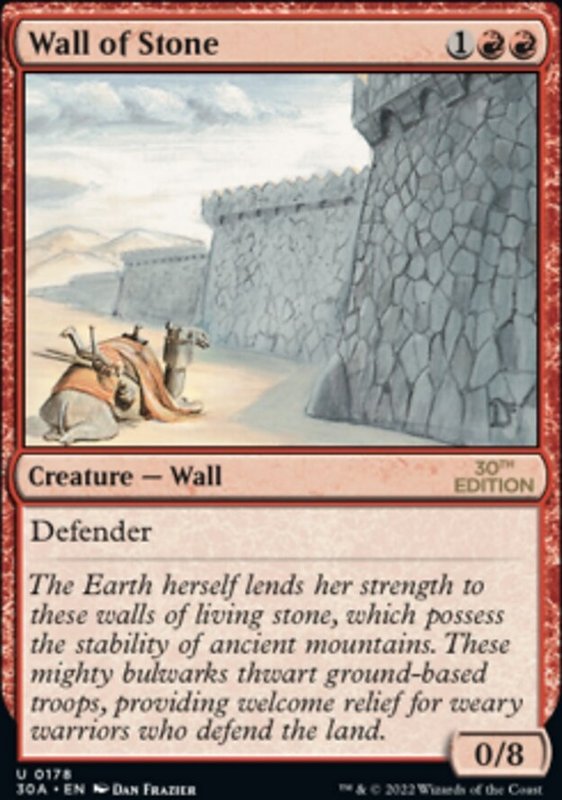 Wall of Stone 1
Creature — Wall
30TH
EDITION
Defender
The Earth herself lends her strength to
these walls of living stone, which possess
the stability of ancient mountains. These
mighty bulwarks thwart ground-based
troops, providing welcome relief for weary
warriors who defend the land.
0/8
U 0178
30A • EN DAN FRAZIER
™ & © 2022 Wizards of the Coast